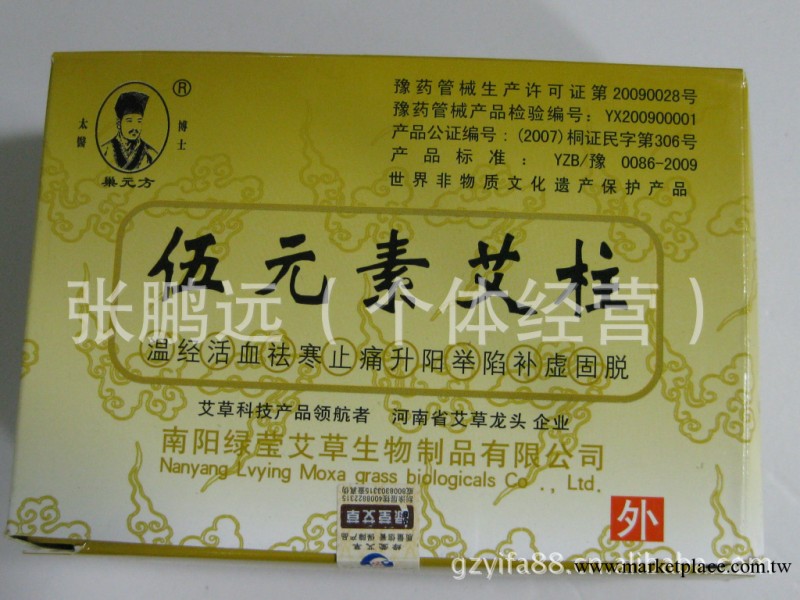 太醫
博士
®
巢元方
豫药管械生产许可证第20090028号
豫药管械产品检验编号：YX200900001
产品公证编号：(2007)桐证民字第306号
产品标准：YZB/豫 0086-2009
世界非物质文化遗产保护产品
伍元素艾柱
张鹏远（个体经营）
温经活血祛寒止痛升阳举陷补虚固脱
艾草科技产品领航者 河南省艾草龙头企业
南阳绿莹艾草生物制品有限公司
Nanyang Lvying Moxa grass biologicals Co ., Ltd.
绿莹艾草
外
www.marketplace.com.tw